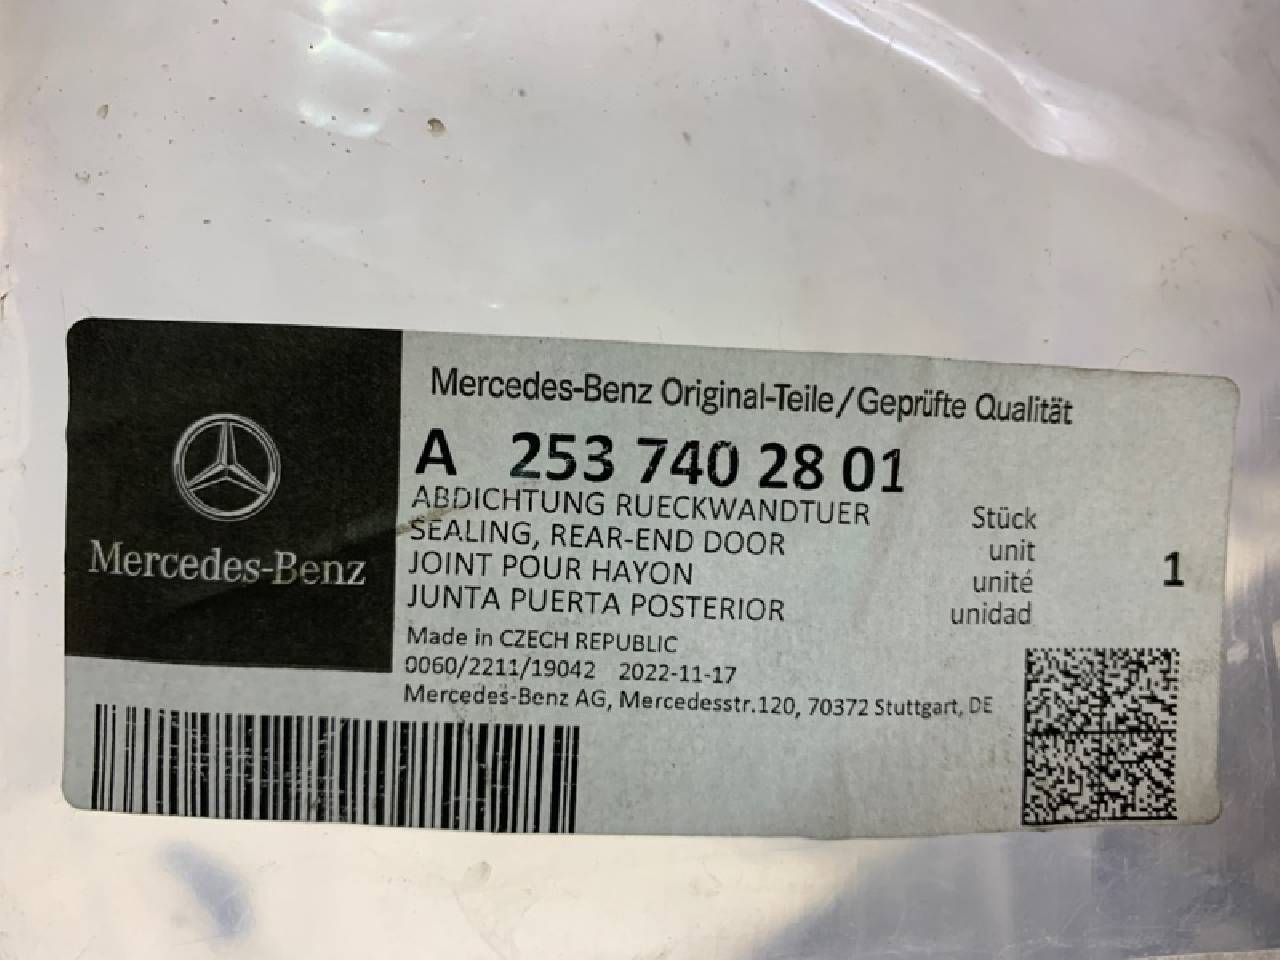 Mercedes-Benz Original-Teile/Geprüfte Qualität
A 253 740 28 01
ABDICHTUNG RUECKWANDTUER Stück
SEALING, REAR-END DOOR unit
JOINT POUR HAYON unité 1
JUNTA PUERTA POSTERIOR unidad
Made in CZECH REPUBLIC
0060/2211/19042 2022-11-17
Mercedes-Benz AG, Mercedesstr.120, 70372 Stuttgart, DE
Mercedes-Benz